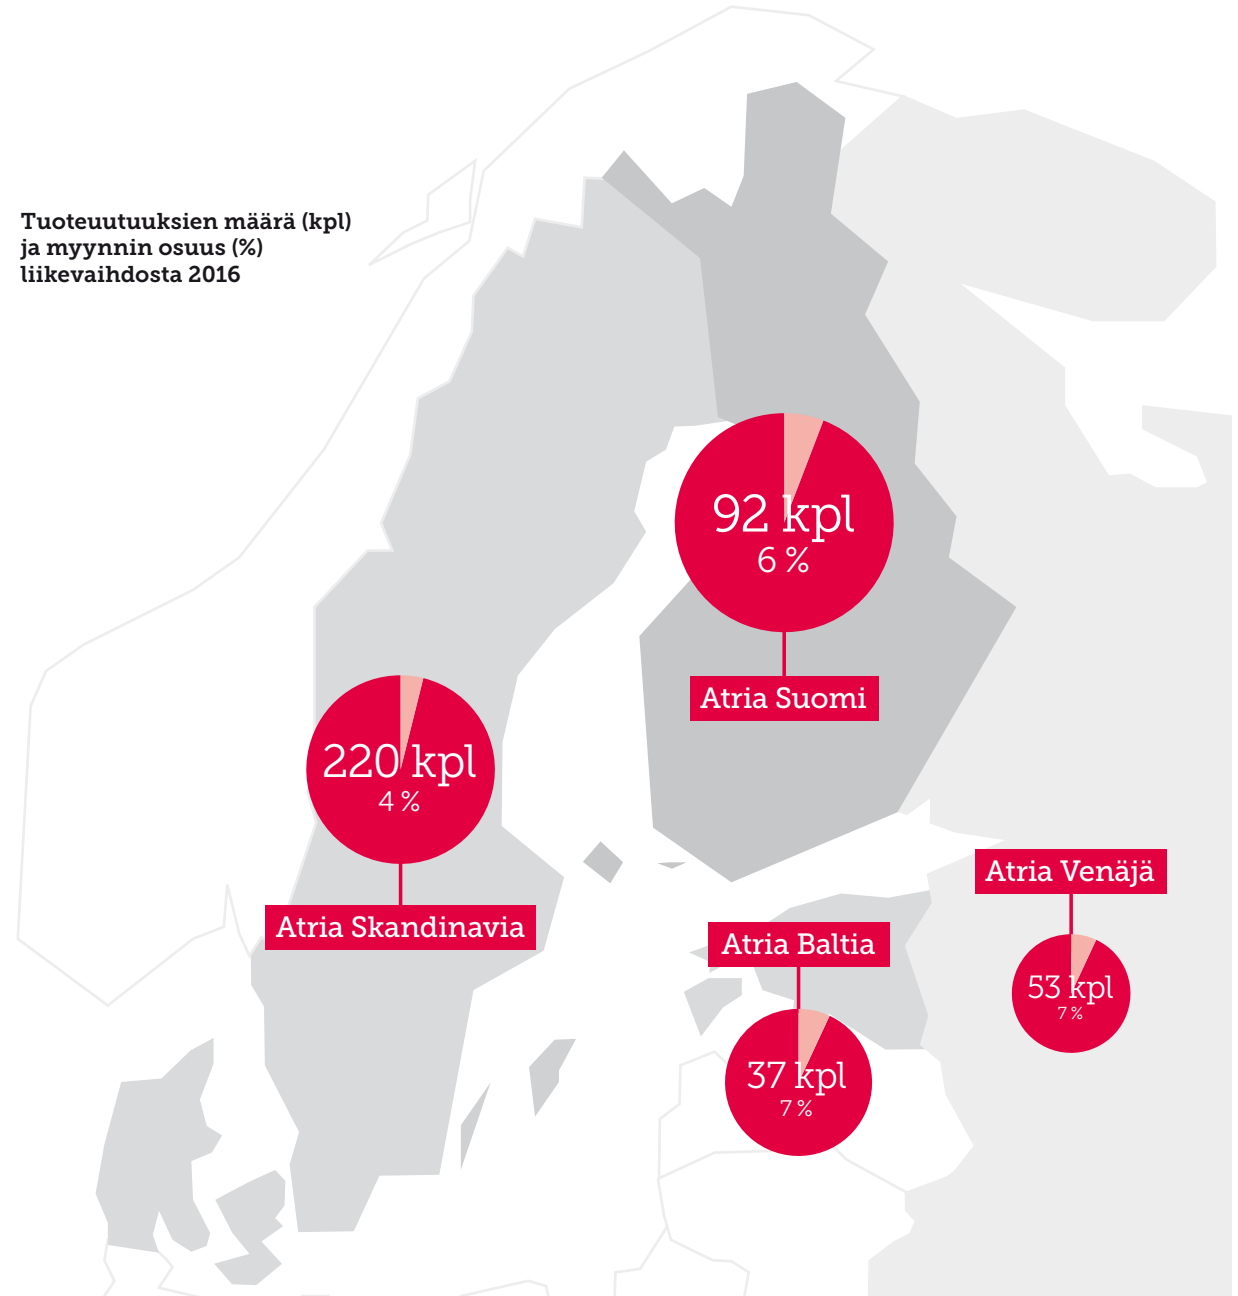 Tuoteutuuksien määrä (kpl)
ja myynnin osuus (%)
liikevaihdosta 2016
92 kpl
6 %
Atria Suomi
220 kpl
4 %
Atria Skandinavia
Atria Venäjä
53 kpl
7 %
Atria Baltia
37 kpl
7 %